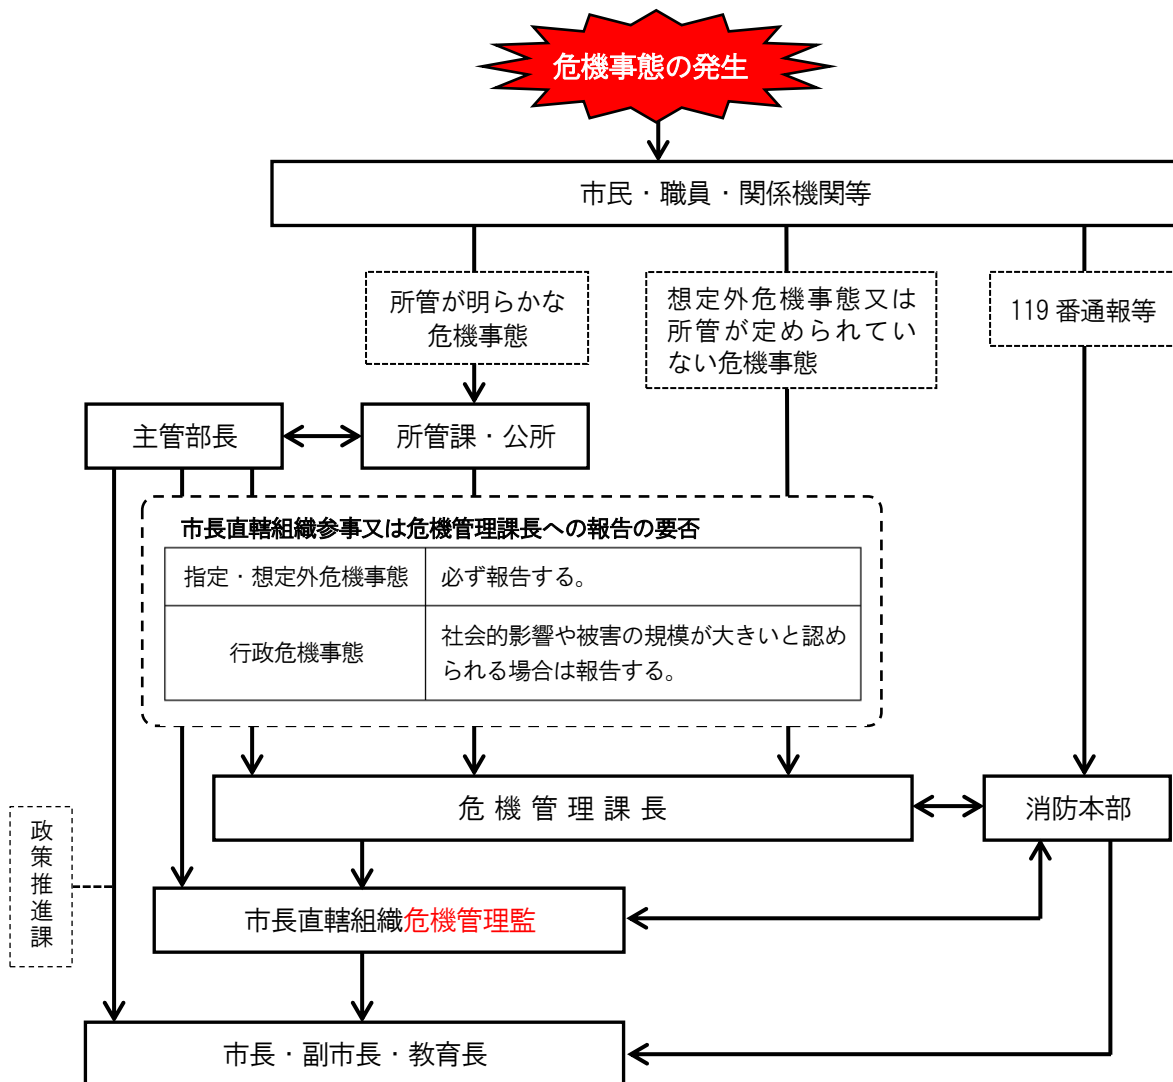 危機事態の発生
市民・職員・関係機関等
所管が明らかな
危機事態
想定外危機事態又は
所管が定められてい
ない危機事態
119 番通報等
主管部長
所管課・公所
市長直轄組織参事又は危機管理課長への報告の要否
指定・想定外危機事態
必ず報告する。
行政危機事態
社会的影響や被害の規模が大きいと認め
られる場合は報告する。
危機管理課長
消防本部
政策推進課
市長直轄組織危機管理監
市長・副市長・教育長